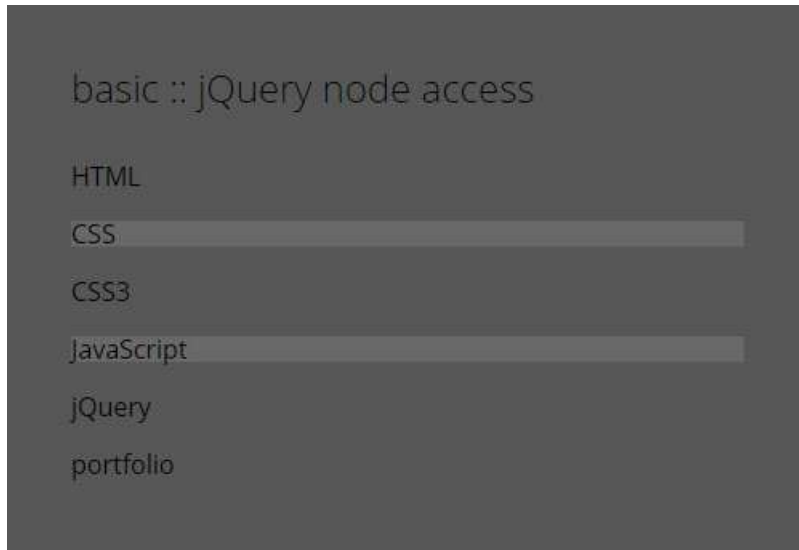 basic :: jQuery node access
HTML
CSS
CSS3
JavaScript
jQuery
portfolio